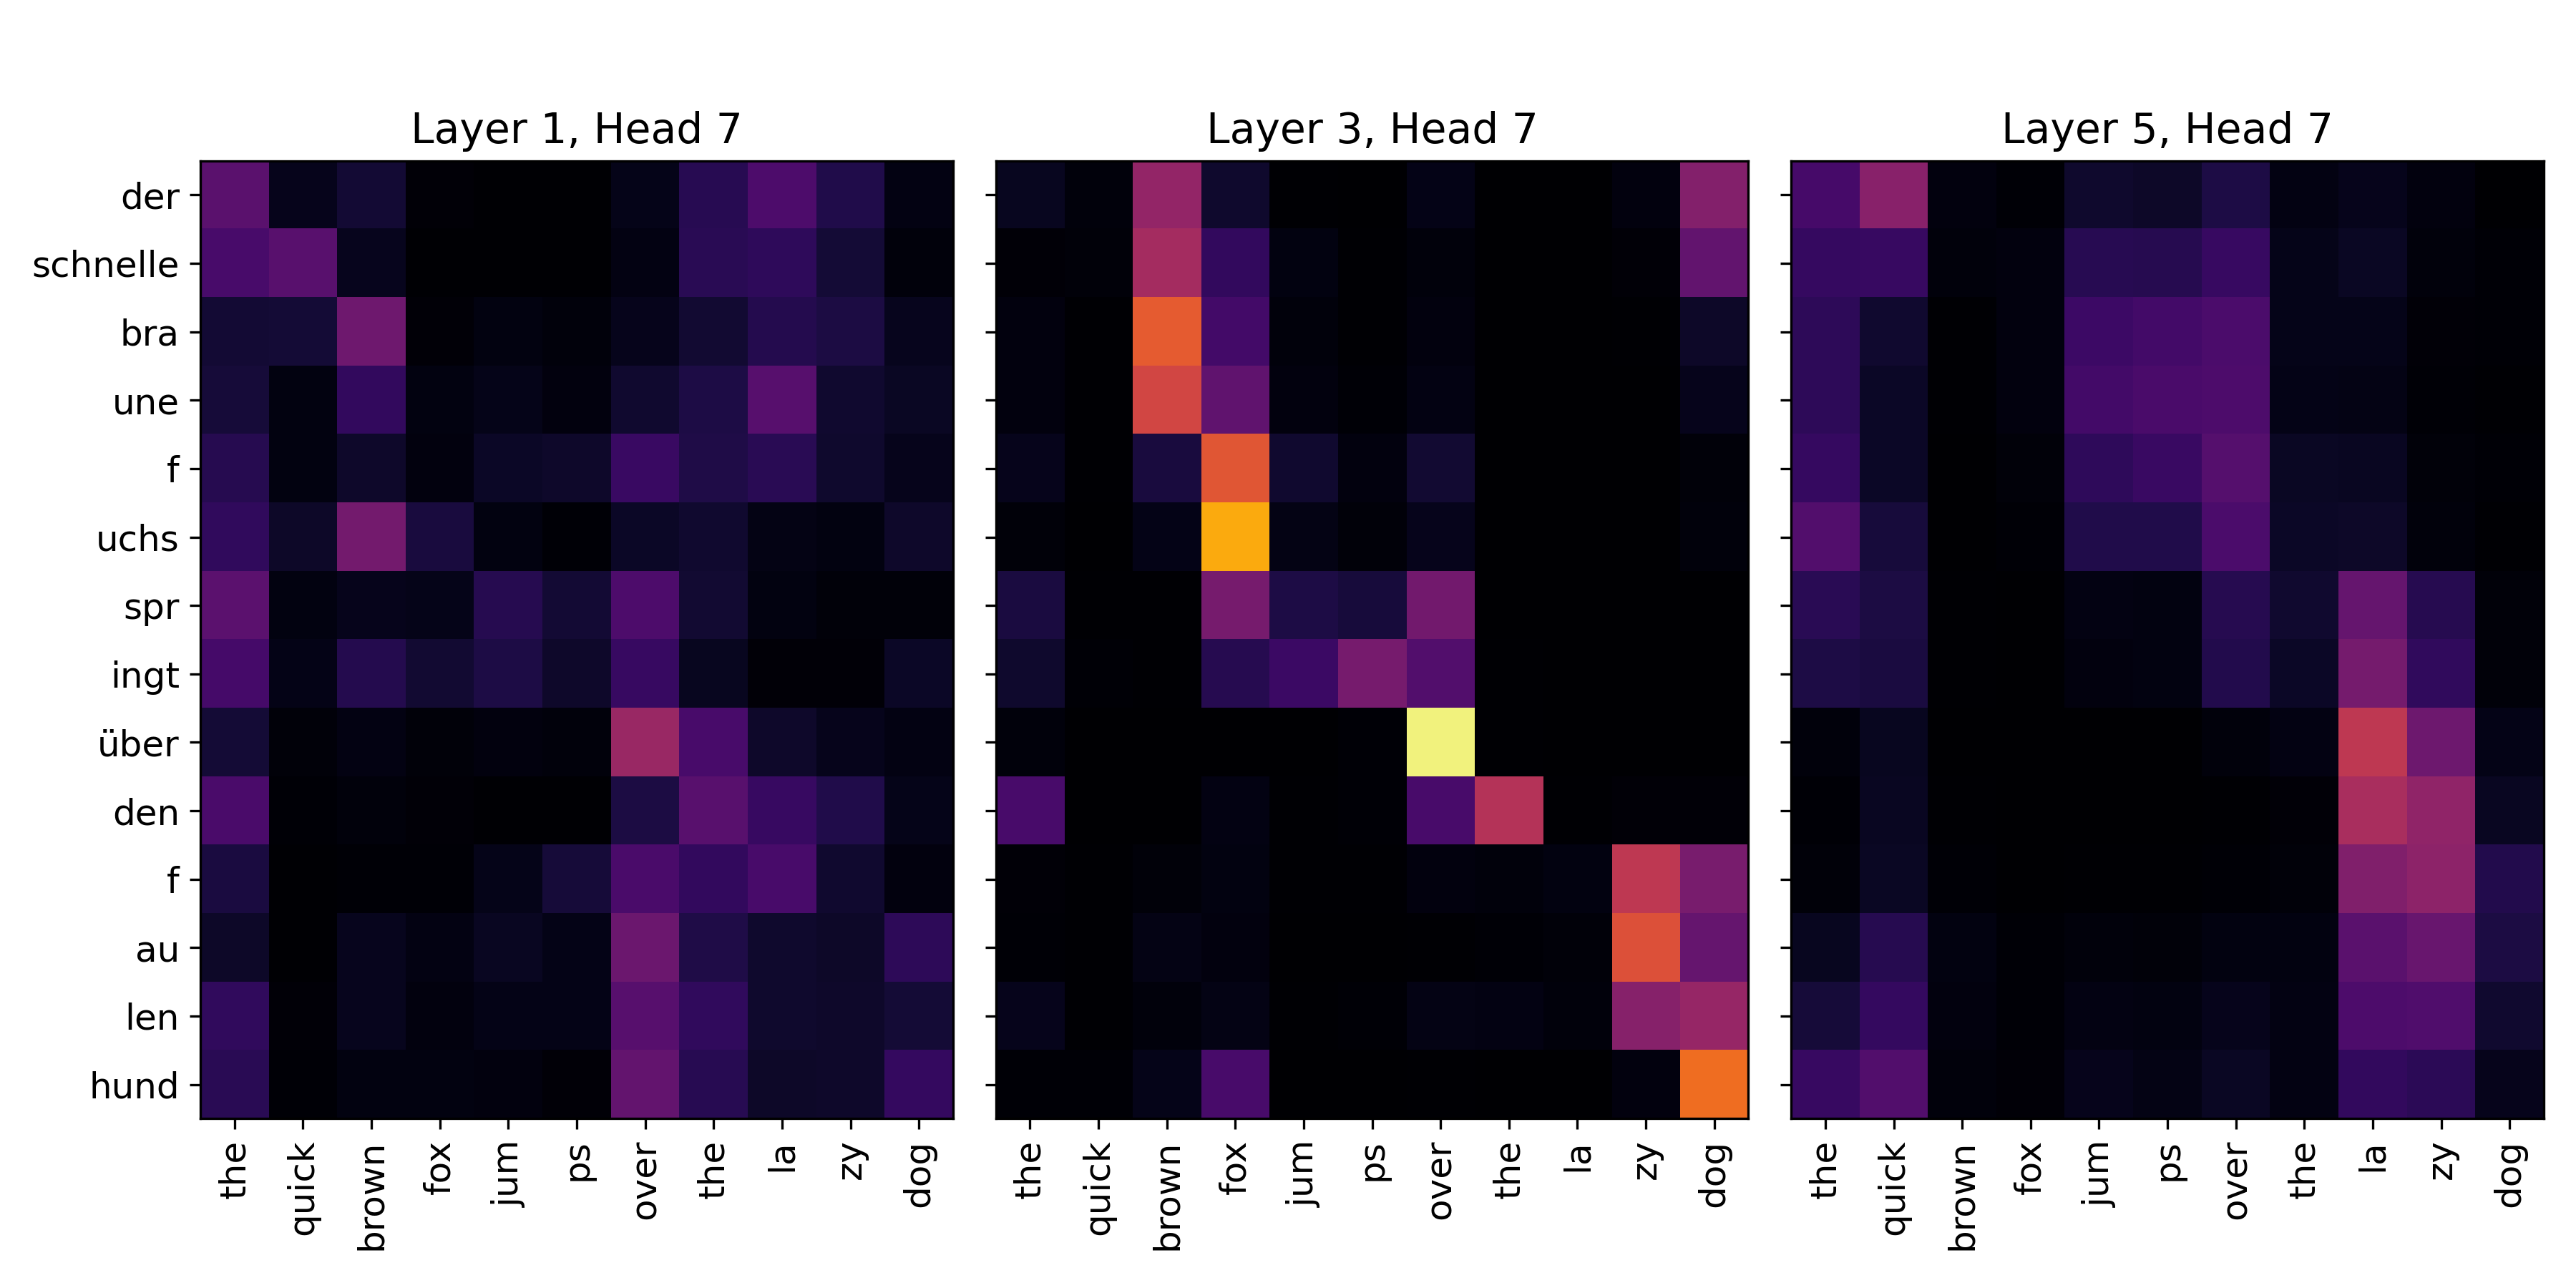 Layer 1, Head 7
Layer 3, Head 7
Layer 5, Head 7
der
schnelle
bra
une
f
uchs
spr
ingt
über
den
f
au
len
hund
the quick brown fox jum ps over the la zy dog
the quick brown fox jum ps over the la zy dog
the quick brown fox jum ps over the la zy dog